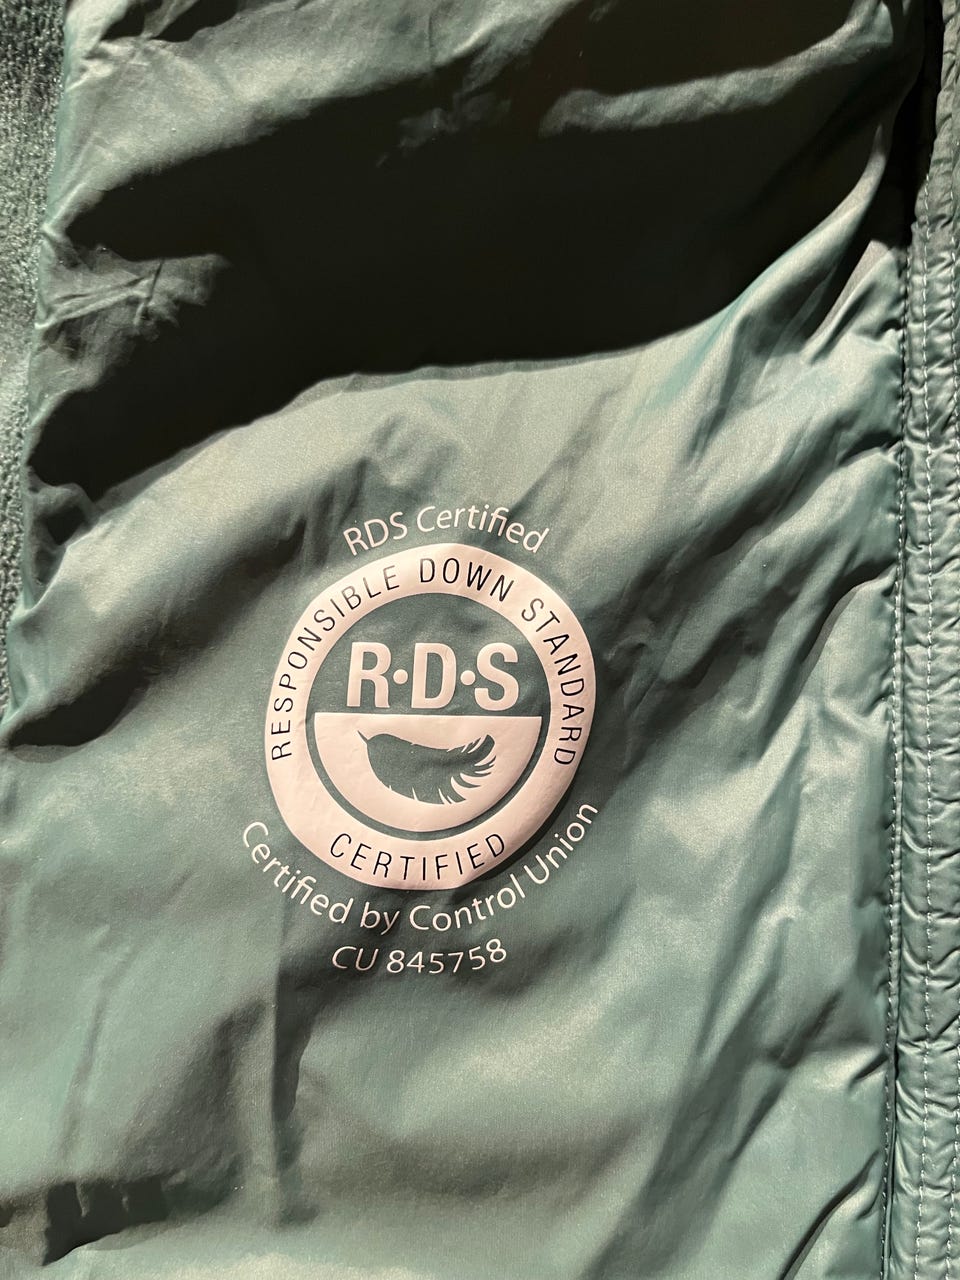 RDS Certified
RESPONSIBLE DOWN STANDARD
R·D·S
CERTIFIED
Certified by Control Union
CU 845758